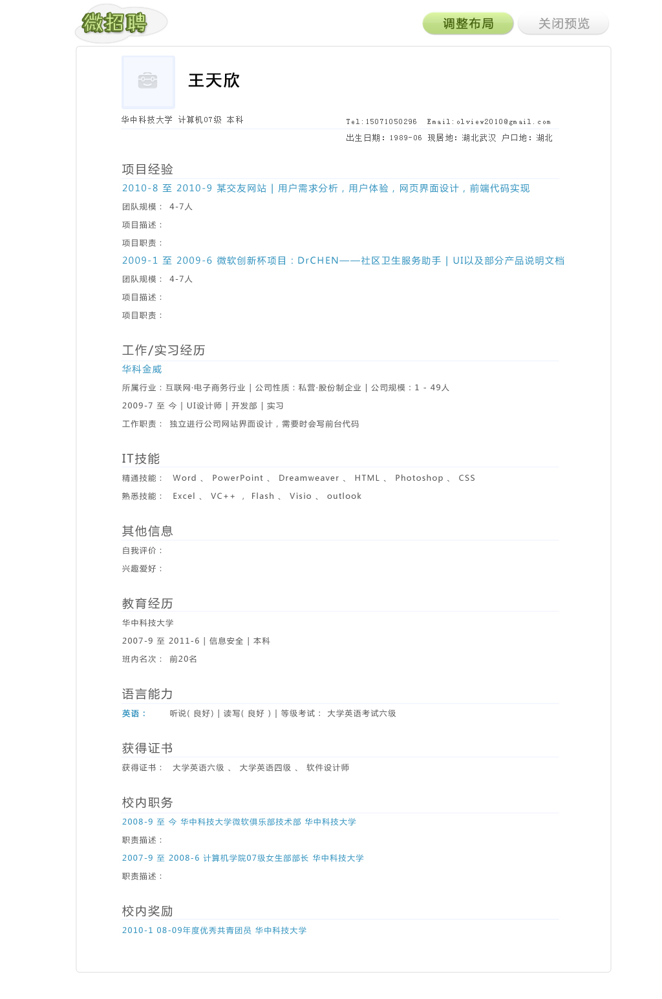 微招聘
调整布局
关闭预览
王天欣
华中科技大学 计算机07级 本科
Tel:15071050296 Email:olview2010@gmail.com
出生日期：1989-06 现居地：湖北武汉 户口地：湖北
项目经验
2010-8 至 2010-9 某交友网站 | 用户需求分析，用户体验，网页界面设计，前端代码实现
团队规模： 4-7人
项目描述：
项目职责：
2009-1 至 2009-6 微软创新杯项目：DrCHEN——社区卫生服务助手 | UI以及部分产品说明文档
团队规模： 4-7人
项目描述：
项目职责：
工作/实习经历
华科金威
所属行业：互联网·电子商务行业 | 公司性质：私营·股份制企业 | 公司规模：1 - 49人
2009-7 至 今 | UI设计师 | 开发部 | 实习
工作职责： 独立进行公司网站界面设计，需要时会写前台代码
IT技能
精通技能： Word 、 PowerPoint 、 Dreamweaver 、 HTML 、 Photoshop 、 CSS
熟悉技能： Excel 、 VC++ ， Flash 、 Visio 、 outlook
其他信息
自我评价：
兴趣爱好：
教育经历
华中科技大学
2007-9 至 2011-6 | 信息安全 | 本科
班内名次： 前20名
语言能力
英语： 听说( 良好) | 读写( 良好 ) | 等级考试： 大学英语考试六级
获得证书
获得证书： 大学英语六级 、 大学英语四级 、 软件设计师
校内职务
2008-9 至 今 华中科技大学微软俱乐部技术部 华中科技大学
职责描述：
2007-9 至 2008-6 计算机学院07级女生部部长 华中科技大学
职责描述：
校内奖励
2010-1 08-09年度优秀共青团员 华中科技大学